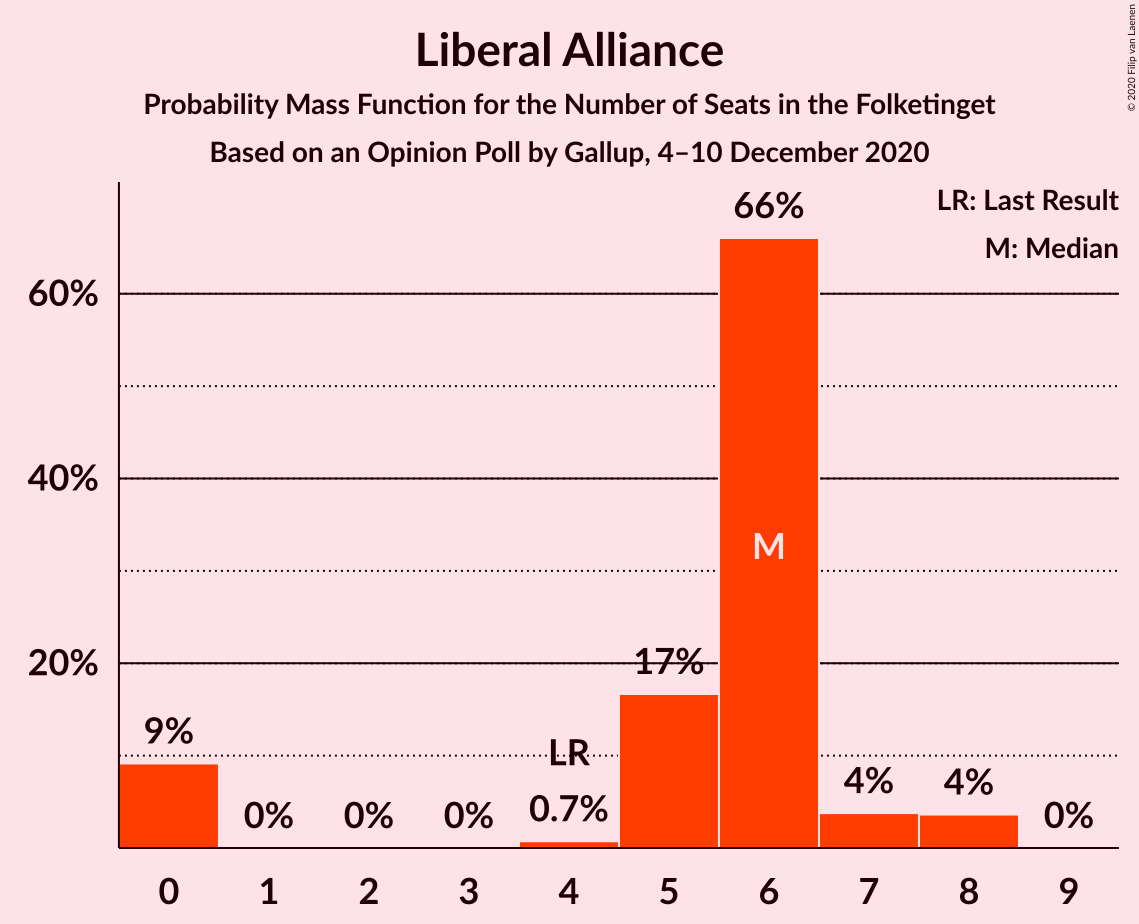 Liberal Alliance
Probability Mass Function for the Number of Seats in the Folketinget
Based on an Opinion Poll by Gallup, 4–10 December 2020
© 2020 Filip van Laenen
LR: Last Result
M: Median
60%
40%
20%
9%
0%
0%
0%
LR
0.7%
17%
66%
M
4%
4%
0%
0 1 2 3 4 5 6 7 8 9